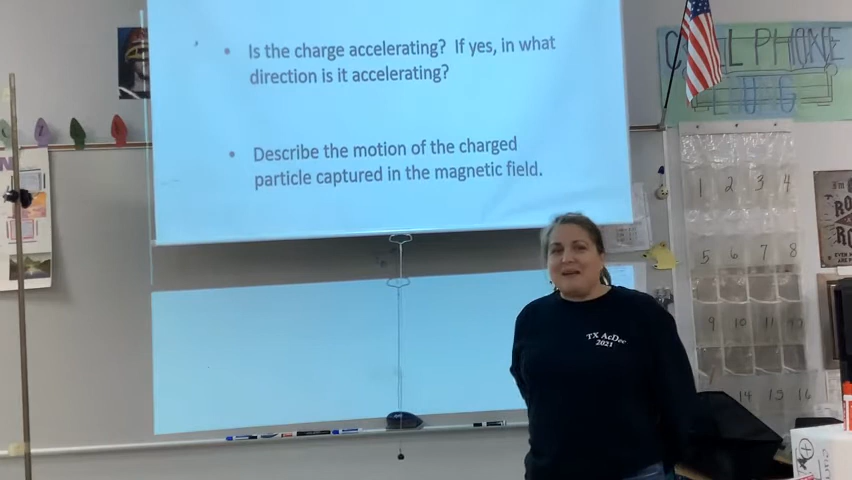 Is the charge accelerating? If yes, in what
direction is it accelerating?
Describe the motion of the charged
particle captured in the magnetic field.
TX AcDec
2021
PHONE
1 2 3 4
5 6 7 8
9 10 11
14 15 16